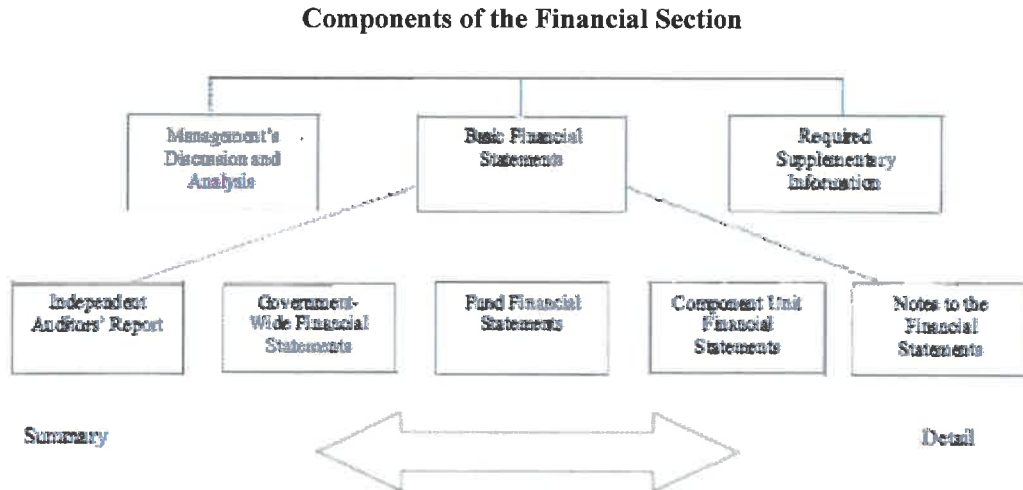 Components of the Financial Section
Management's
Discussion and
Analysis
Basic Financial
Statements
Required
Supplementary
Information
Independent
Auditors' Report
Government-
Wide Financial
Statements
Fund Financial
Statements
Component Unit
Financial
Statements
Notes to the
Financial
Statements
Summary
Detail